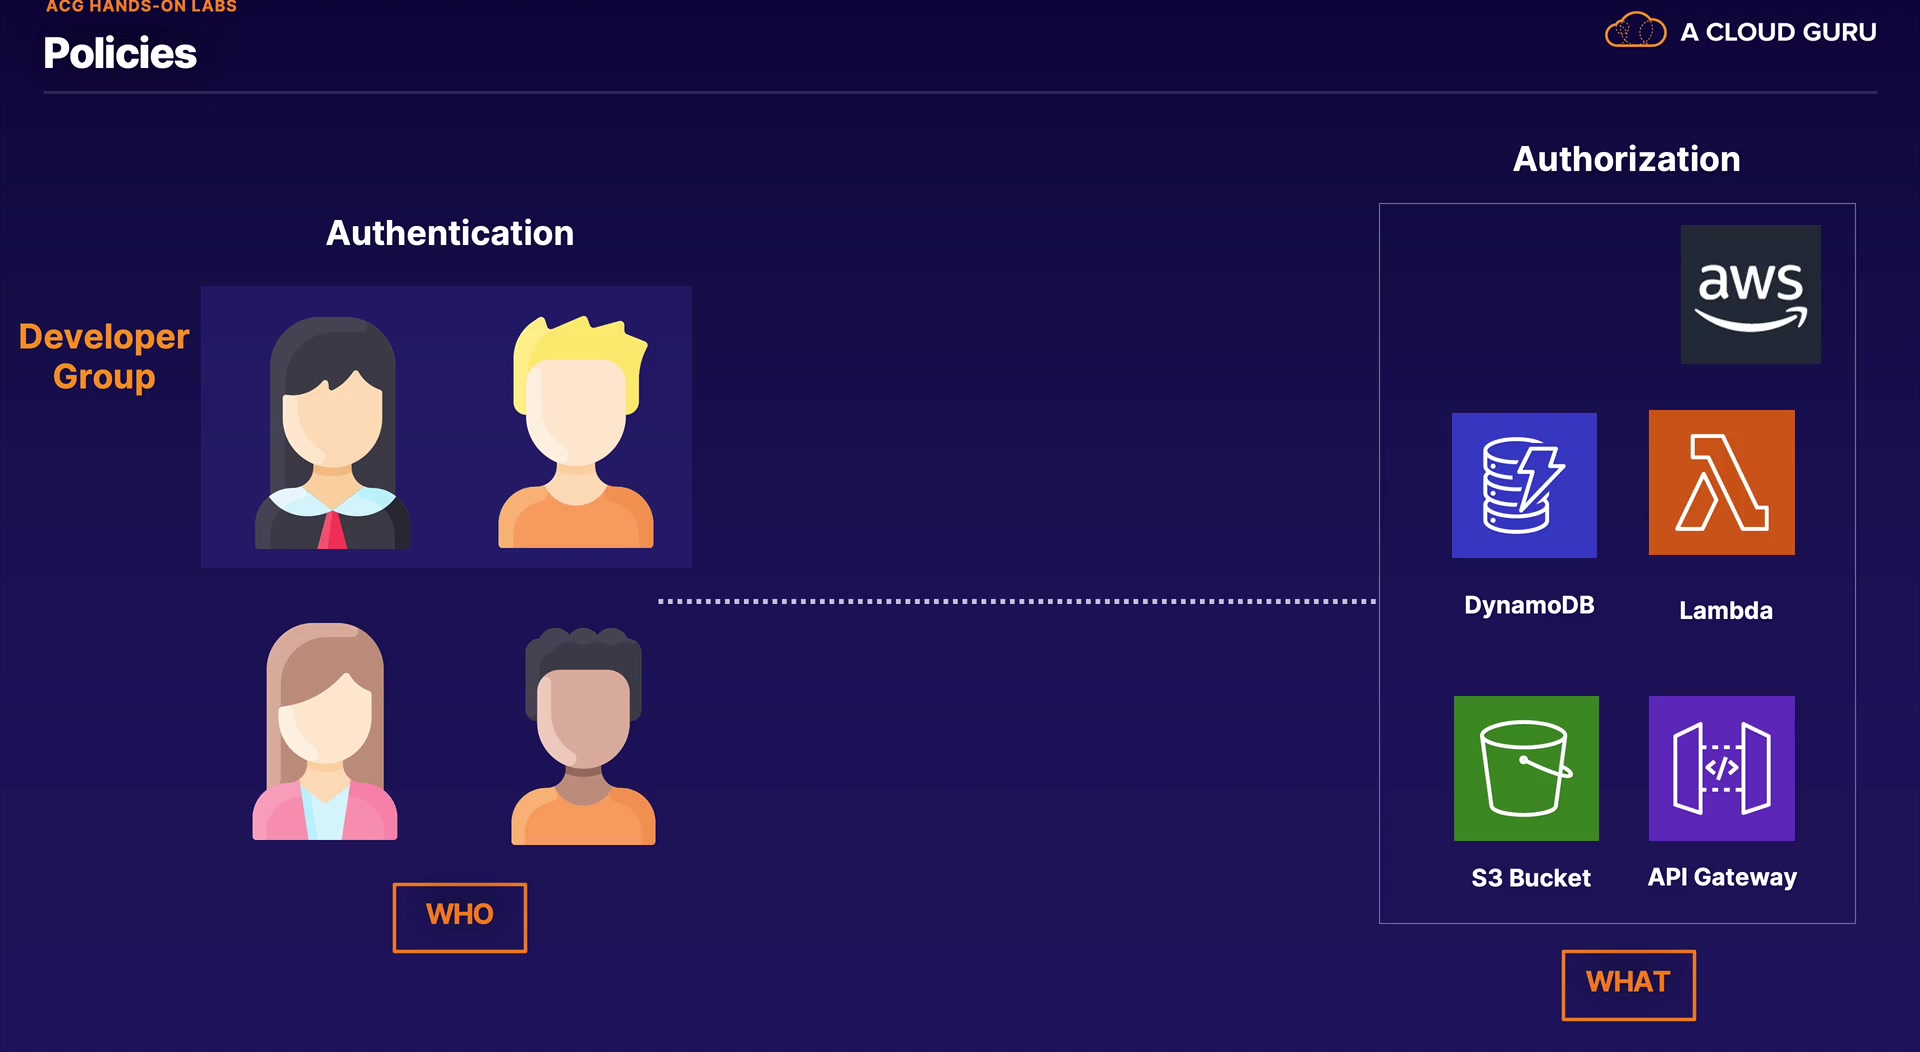 ACG HANDS-ON LABS
Policies
A CLOUD GURU
Authorization
Authentication
aws
Developer
Group
DynamoDB
Lambda
S3 Bucket
API Gateway
WHO
WHAT